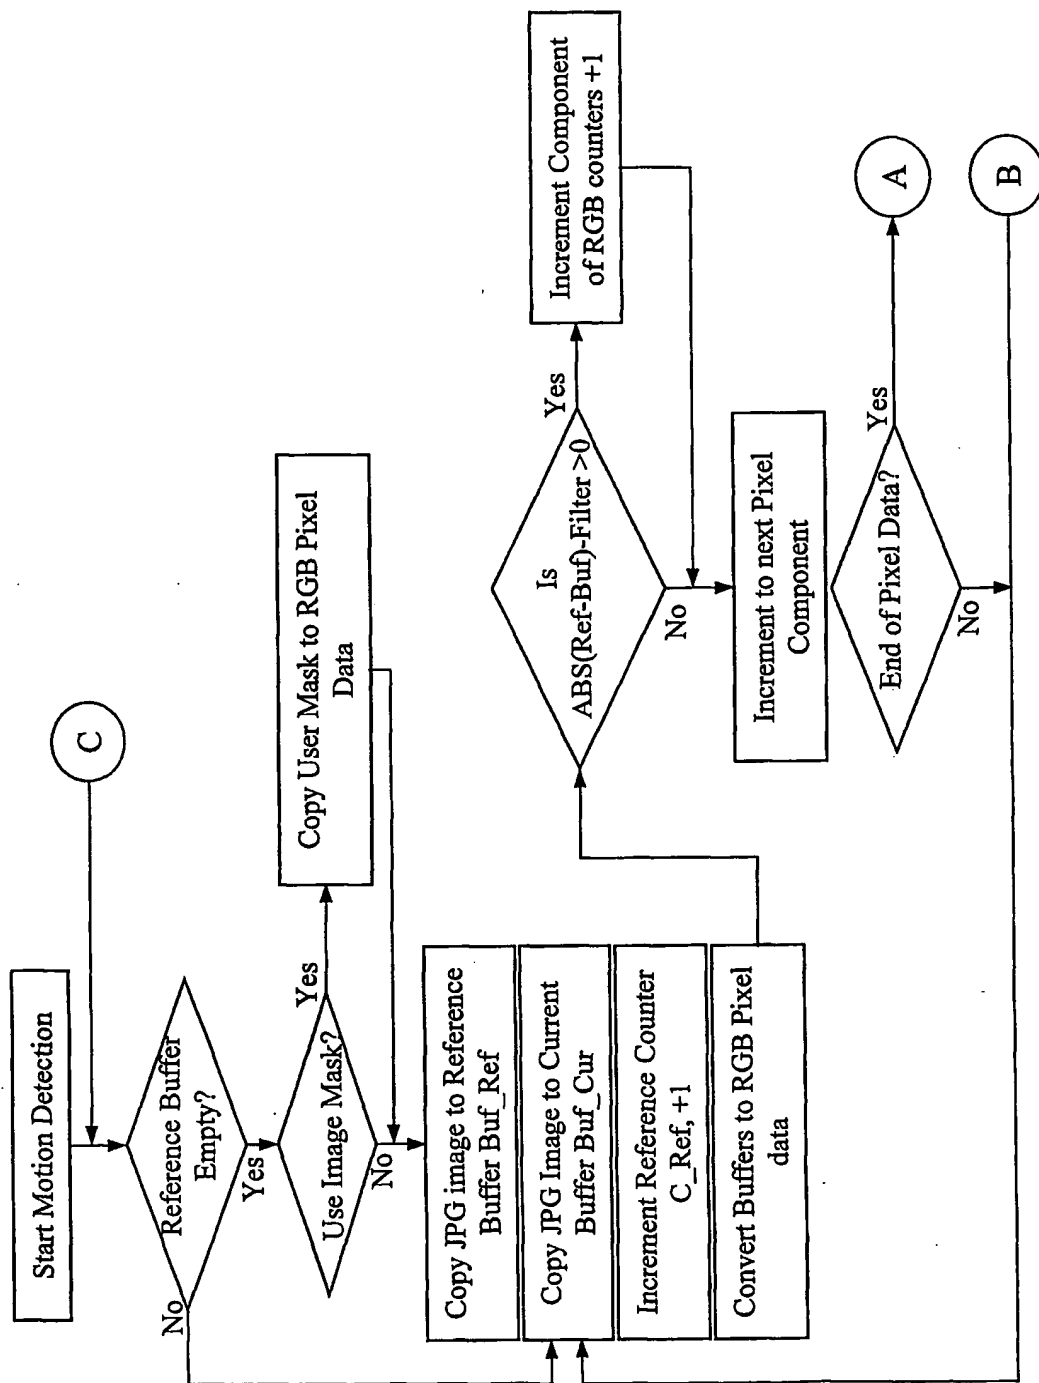 Start Motion Detection
C
Reference Buffer
Empty?
No
Yes
Use Image Mask?
Yes
No
Copy User Mask to RGB Pixel
Data
Copy JPG image to Reference
Buffer Buf_Ref
Copy JPG Image to Current
Buffer Buf_Cur
Increment Reference Counter
C_Ref, +1
Convert Buffers to RGB Pixel
data
Is
ABS(Ref-Buf)-Filter >0
Yes
No
Increment Component
of RGB counters +1
Increment to next Pixel
Component
End of Pixel Data?
Yes
No
A
B